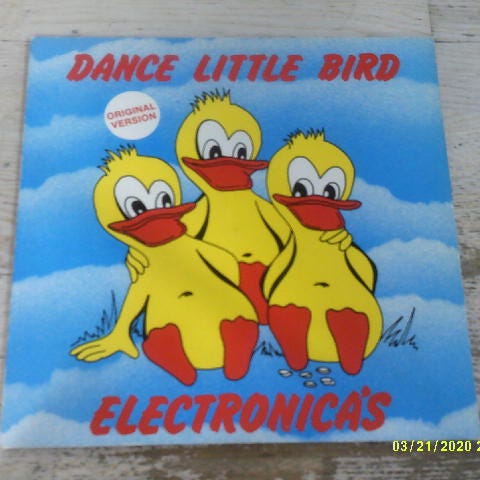 DANCE LITTLE BIRD
ORIGINAL
VERSION
ELECTRONICA'S
03/21/2020